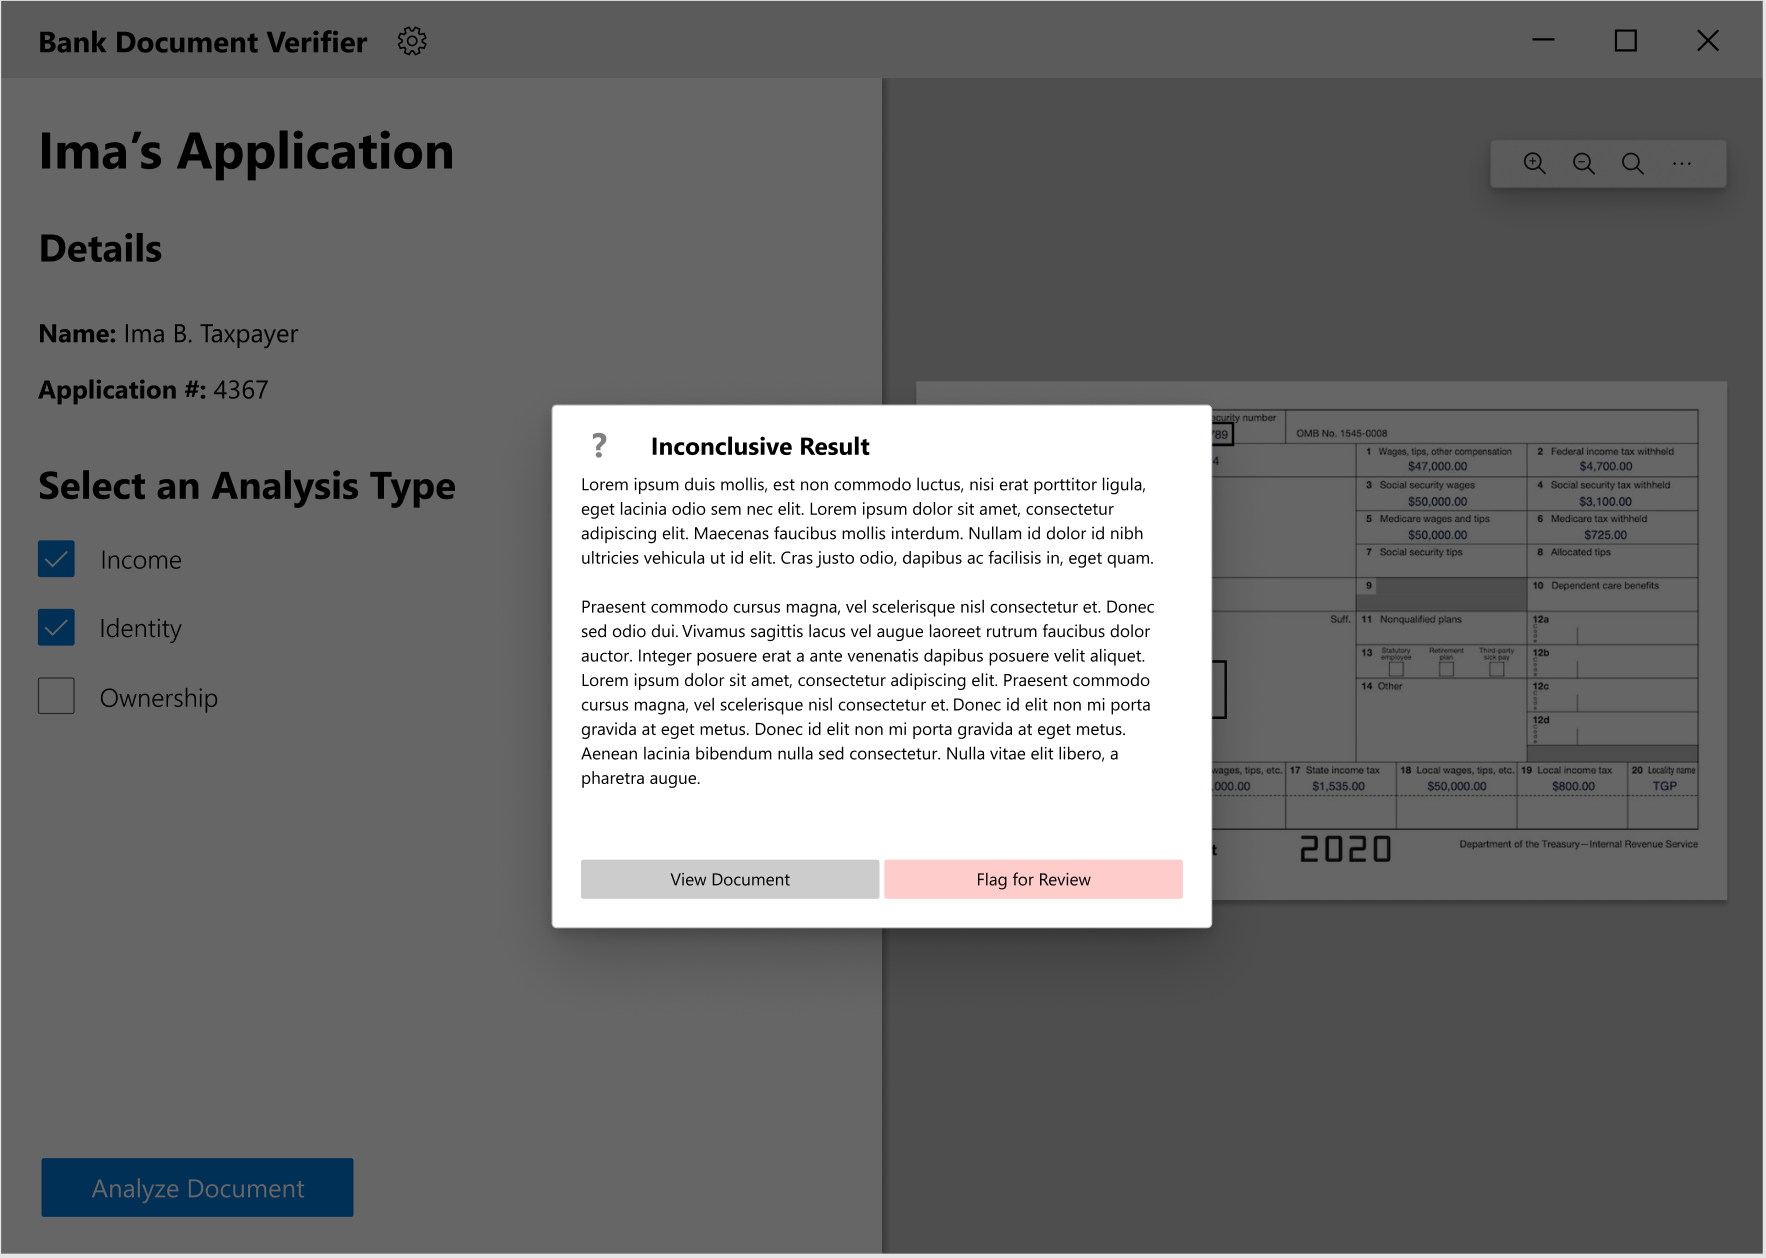 Bank Document Verifier
Ima’s Application
Details
Name: Ima B. Taxpayer
Application #: 4367
Select an Analysis Type
Income
Identity
Ownership
Analyze Document
? Inconclusive Result
Lorem ipsum duis mollis, est non commodo luctus, nisi erat porttitor ligula,
eget lacinia odio sem nec elit. Lorem ipsum dolor sit amet, consectetur
adipiscing elit. Maecenas faucibus mollis interdum. Nullam id dolor id nibh
ultricies vehicula ut id elit. Cras justo odio, dapibus ac facilisis in, eget quam.
Praesent commodo cursus magna, vel scelerisque nisl consectetur et. Donec
sed odio dui. Vivamus sagittis lacus vel augue laoreet rutrum faucibus dolor
auctor. Integer posuere erat a ante venenatis dapibus posuere velit aliquet.
Lorem ipsum dolor sit amet, consectetur adipiscing elit. Praesent commodo
cursus magna, vel scelerisque nisl consectetur et. Donec id elit non mi porta
gravida at eget metus. Donec id elit non mi porta gravida at eget metus.
Aenean lacinia bibendum nulla sed consectetur. Nulla vitae elit libero, a
pharetra augue.
View Document
Flag for Review
number
789
OMB No. 1545-0008
4
1 Wages, tips, other compensation
$47,000.00
2 Federal income tax withheld
$4,700.00
3 Social security wages
$50,000.00
4 Social security tax withheld
$3,100.00
5 Medicare wages and tips
$50,000.00
6 Medicare tax withheld
$725.00
7 Social security tips
8 Allocated tips
9
10 Dependent care benefits
Suff.
11 Nonqualified plans
12a
13 Statutory employee
Retirement plan
Third-party sick pay
12b
14 Other
12c
12d
wages, tips, etc.
,000.00
17 State income tax
$1,535.00
18 Local wages, tips, etc.
$50,000.00
19 Local income tax
$800.00
20 Locality name
TGP
t
2020
Department of the Treasury—Internal Revenue Service